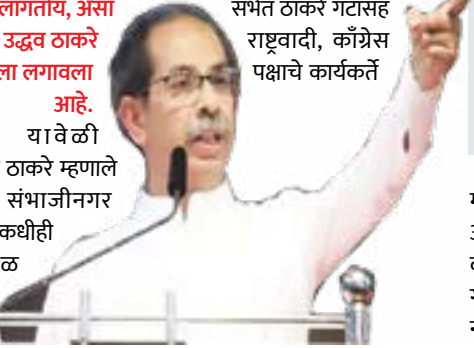 लागतोय, असा
उद्धव ठाकरे
ला लगावला
आहे.
यावेळी
ठाकरे म्हणाले
संभाजीनगर
कधीही
सभेत ठाकरे गटासह
राष्ट्रवादी, काँग्रेस
पक्षाचे कार्यकर्ते